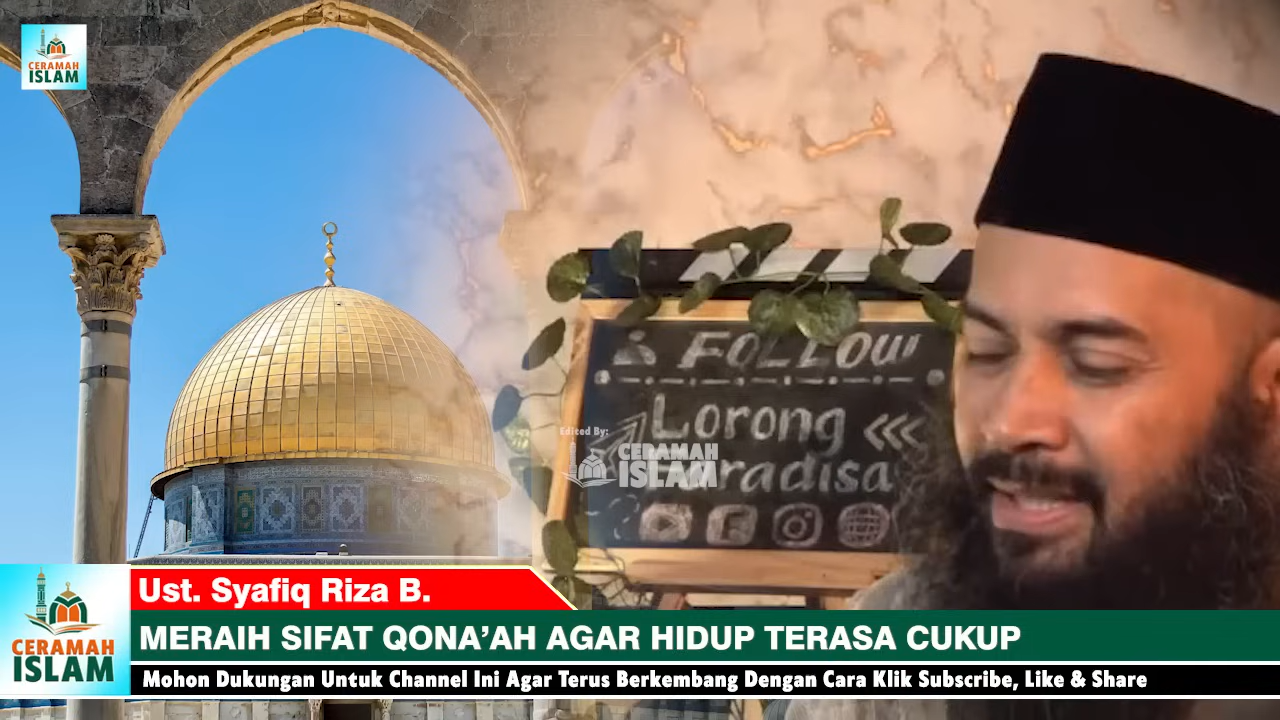 CERAMAH
ISLAM
FOLLOW
Lorong
Paradisa
Edited By:
CERAMAH
ISLAM
Ust. Syafiq Riza B.
MERAIH SIFAT QONA’AH AGAR HIDUP TERASA CUKUP
CERAMAH
ISLAM
Mohon Dukungan Untuk Channel Ini Agar Terus Berkembang Dengan Cara Klik Subscribe, Like & Share